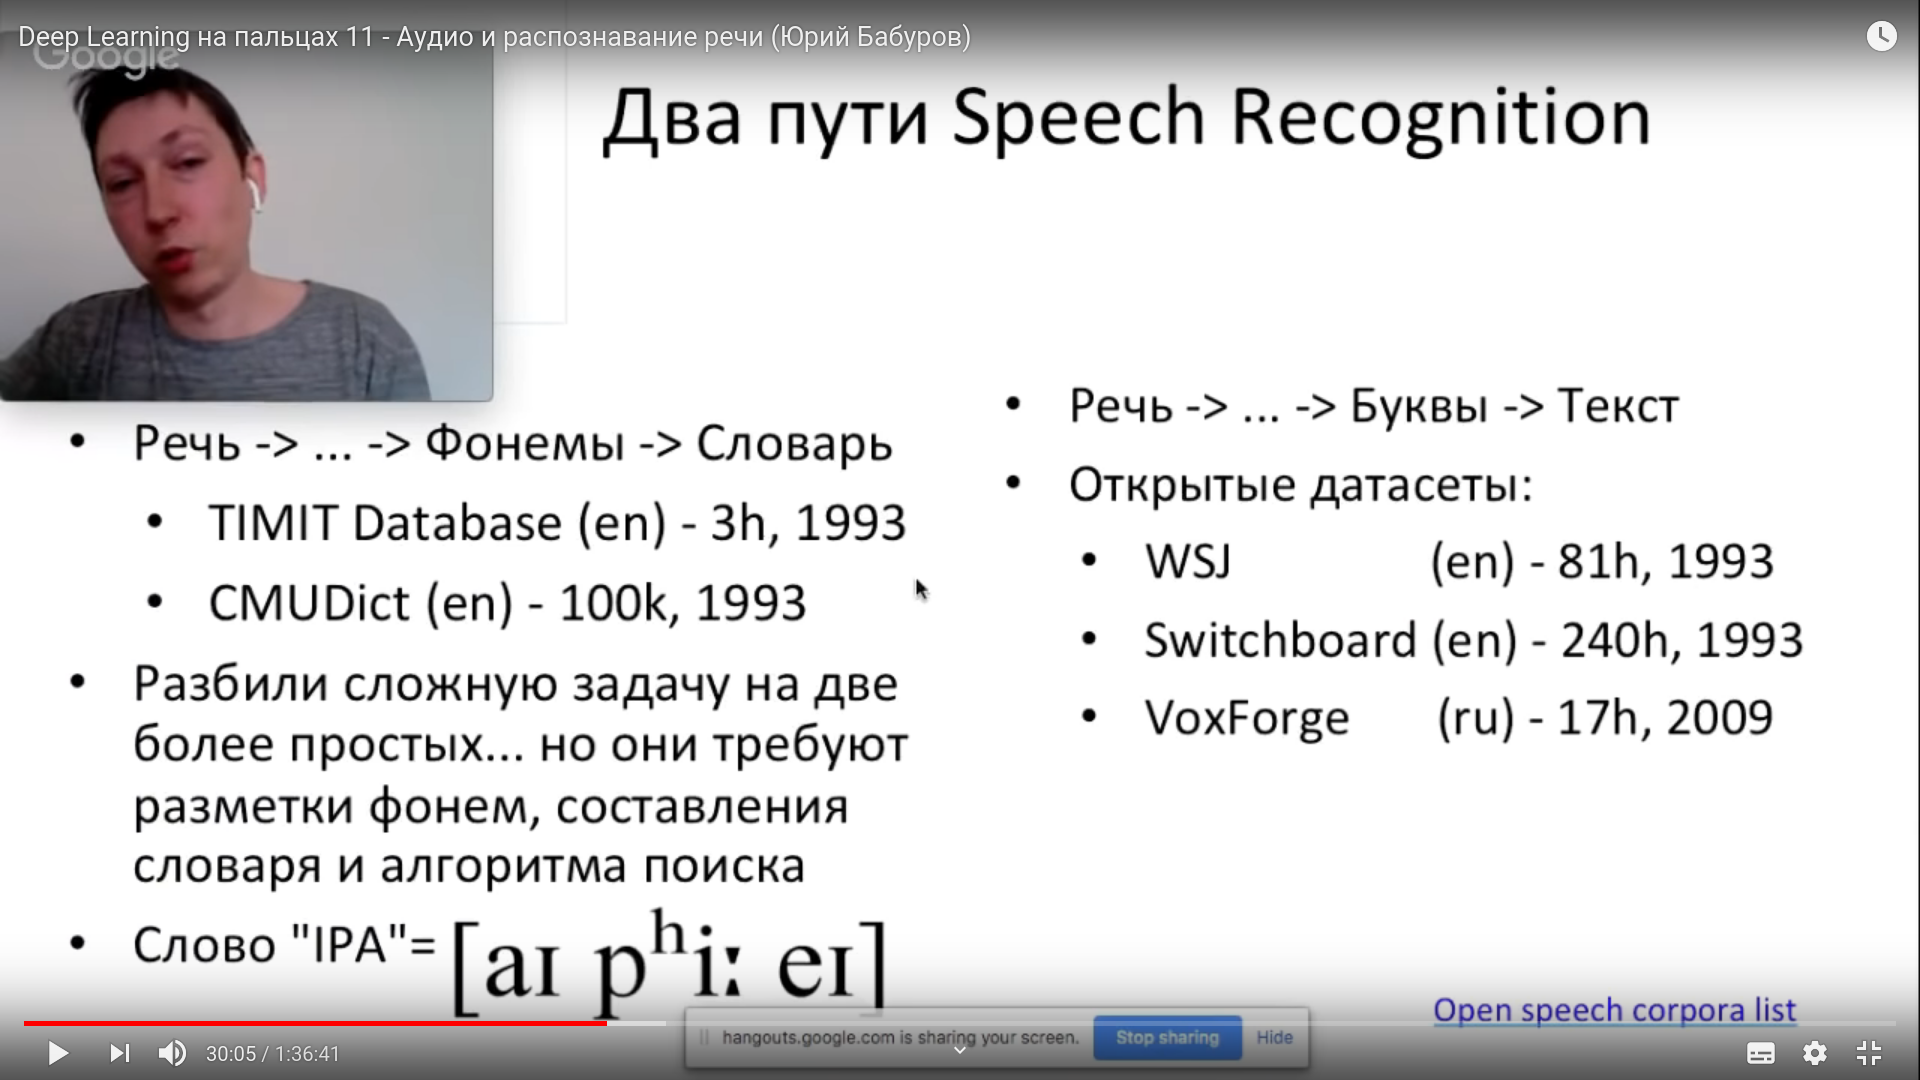 Deep Learning на пальцах 11 - Аудио и распознавание речи (Юрий Бабуров)
Google
Два пути Speech Recognition
• Речь -> ... -> Фонемы -> Словарь
• TIMIT Database (en) - 3h, 1993
• CMUDict (en) - 100k, 1993
• Разбили сложную задачу на две
более простых... но они требуют
разметки фонем, составления
словаря и алгоритма поиска
• Слово "IPA"= [aɪ pʰiː eɪ]
• Речь -> ... -> Буквы -> Текст
• Открытые датасеты:
• WSJ (en) - 81h, 1993
• Switchboard (en) - 240h, 1993
• VoxForge (ru) - 17h, 2009
Open speech corpora list
hangouts.google.com is sharing your screen. Stop sharing Hide
30:05 / 1:36:41